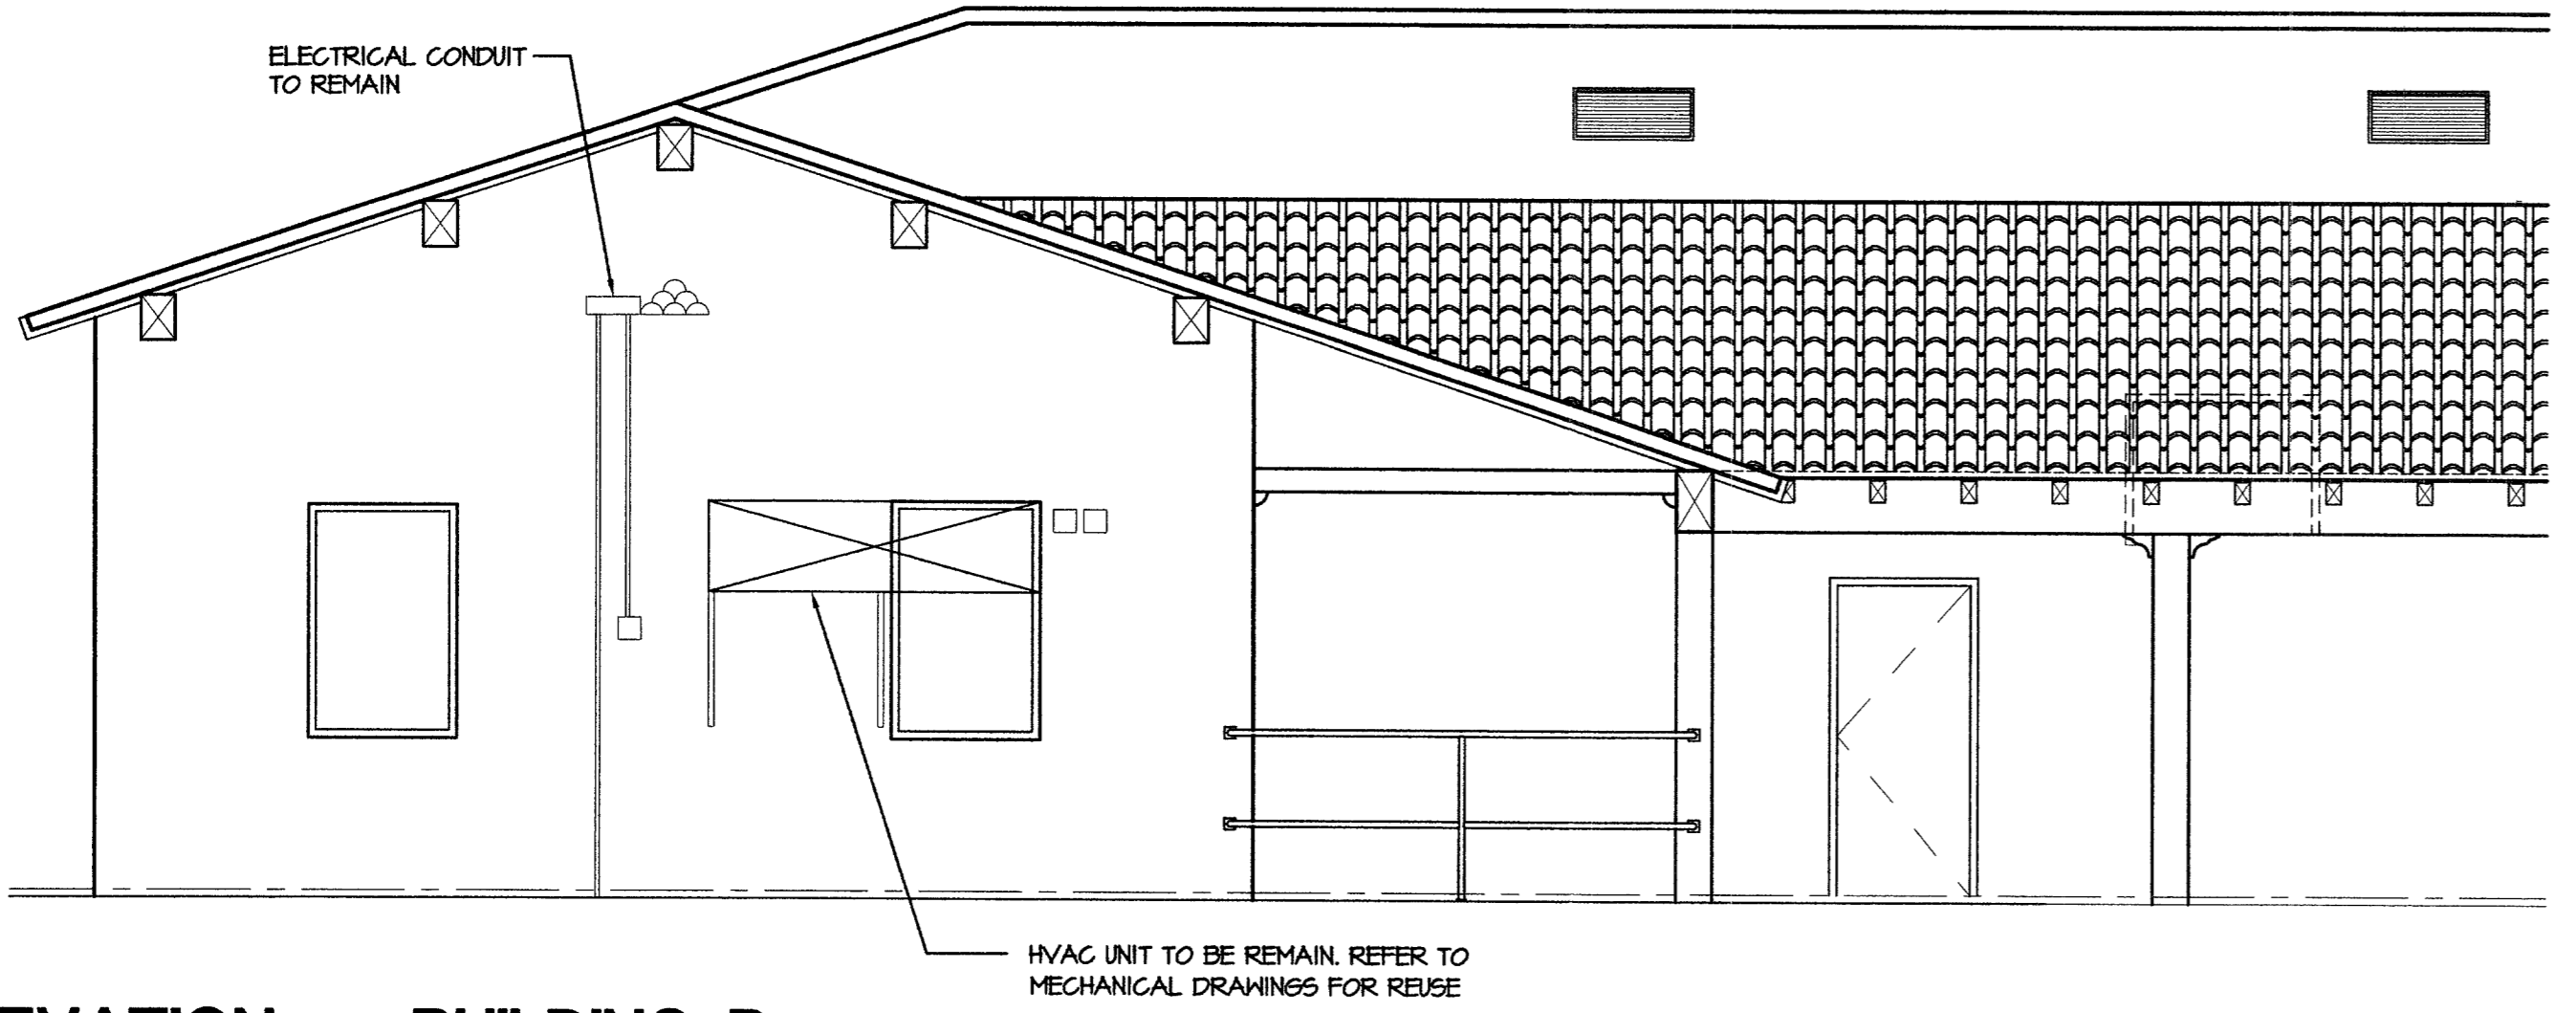 ELECTRICAL CONDUIT
TO REMAIN
HVAC UNIT TO BE REMAIN. REFER TO
MECHANICAL DRAWINGS FOR REUSE